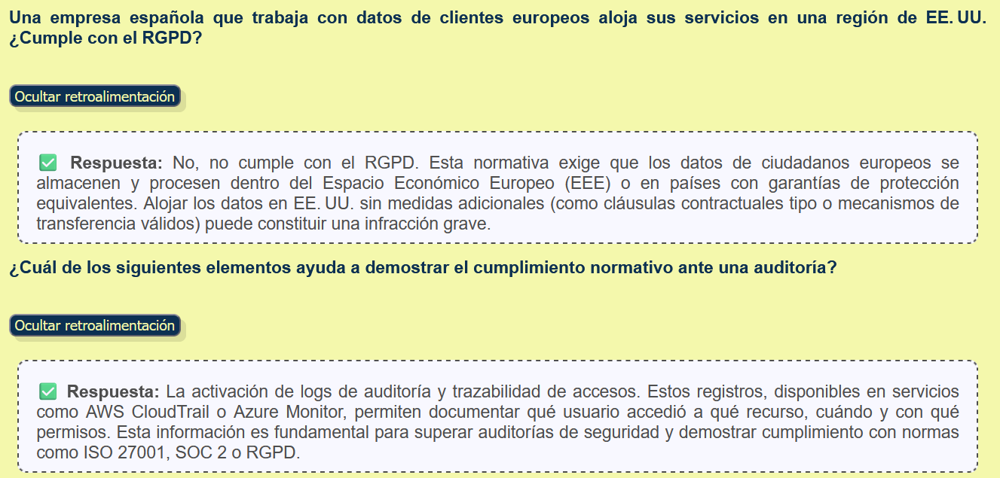 Una empresa española que trabaja con datos de clientes europeos aloja sus servicios en una región de EE. UU.
¿Cumple con el RGPD?
Ocultar retroalimentación
✅ Respuesta: No, no cumple con el RGPD. Esta normativa exige que los datos de ciudadanos europeos se
almacenen y procesen dentro del Espacio Económico Europeo (EEE) o en países con garantías de protección
equivalentes. Alojar los datos en EE. UU. sin medidas adicionales (como cláusulas contractuales tipo o mecanismos de
transferencia válidos) puede constituir una infracción grave.
¿Cuál de los siguientes elementos ayuda a demostrar el cumplimiento normativo ante una auditoría?
Ocultar retroalimentación
✅ Respuesta: La activación de logs de auditoría y trazabilidad de accesos. Estos registros, disponibles en servicios
como AWS CloudTrail o Azure Monitor, permiten documentar qué usuario accedió a qué recurso, cuándo y con qué
permisos. Esta información es fundamental para superar auditorías de seguridad y demostrar cumplimiento con normas
como ISO 27001, SOC 2 o RGPD.